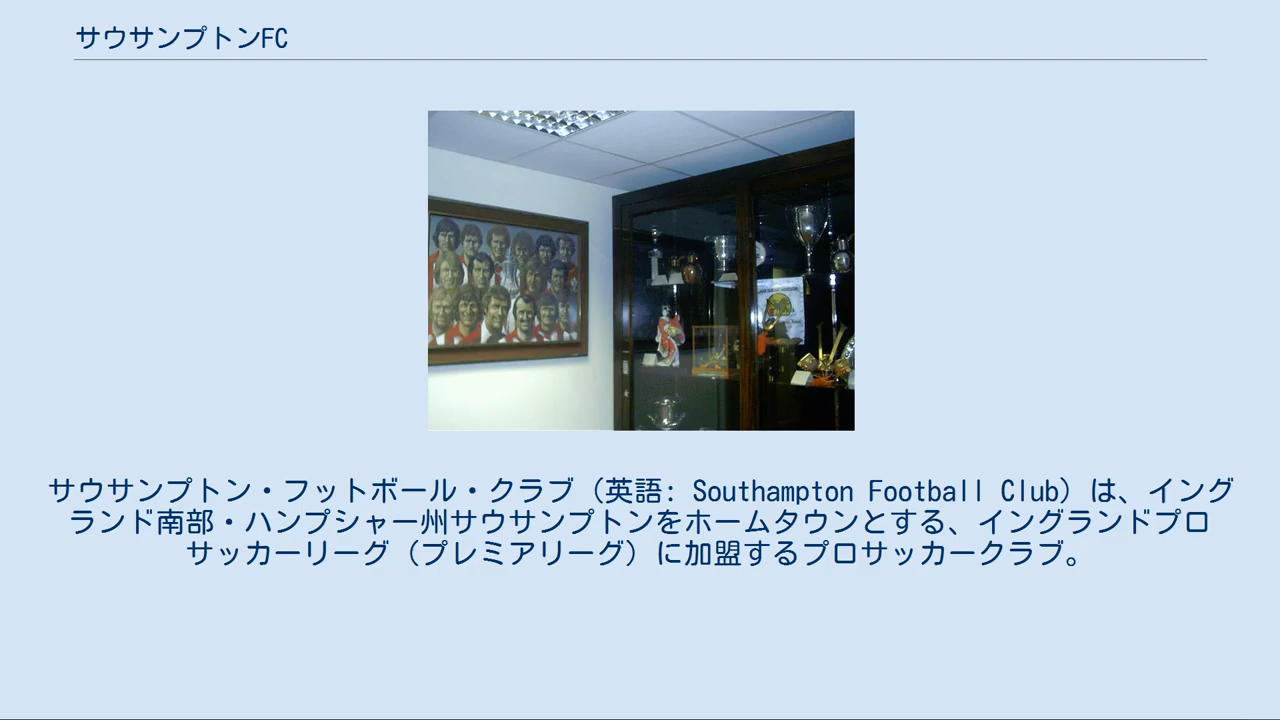 サウサンプトンFC
サウサンプトン・フットボール・クラブ（英語: Southampton Football Club）は、イング
ランド南部・ハンプシャー州サウサンプトンをホームタウンとする、イングランドプロ
サッカーリーグ（プレミアリーグ）に加盟するプロサッカークラブ。